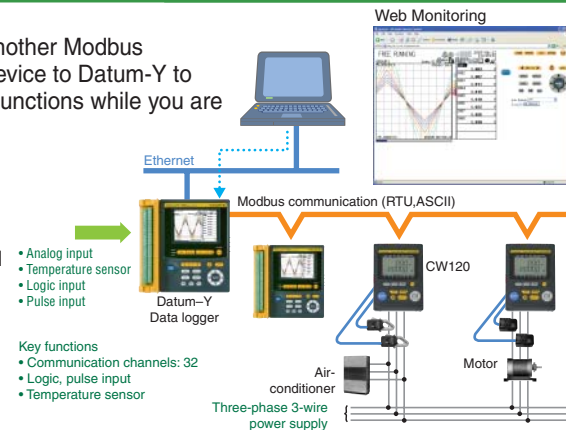 Web Monitoring
nother Modbus
evice to Datum-Y to
unctions while you are
FREE RUNNING
Ethernet
Modbus communication (RTU,ASCII)
• Analog input
• Temperature sensor
• Logic input
• Pulse input
Datum–Y
Data logger
CW120
Key functions
• Communication channels: 32
• Logic, pulse input
• Temperature sensor
Air-
conditioner
Motor
Three-phase 3-wire
power supply